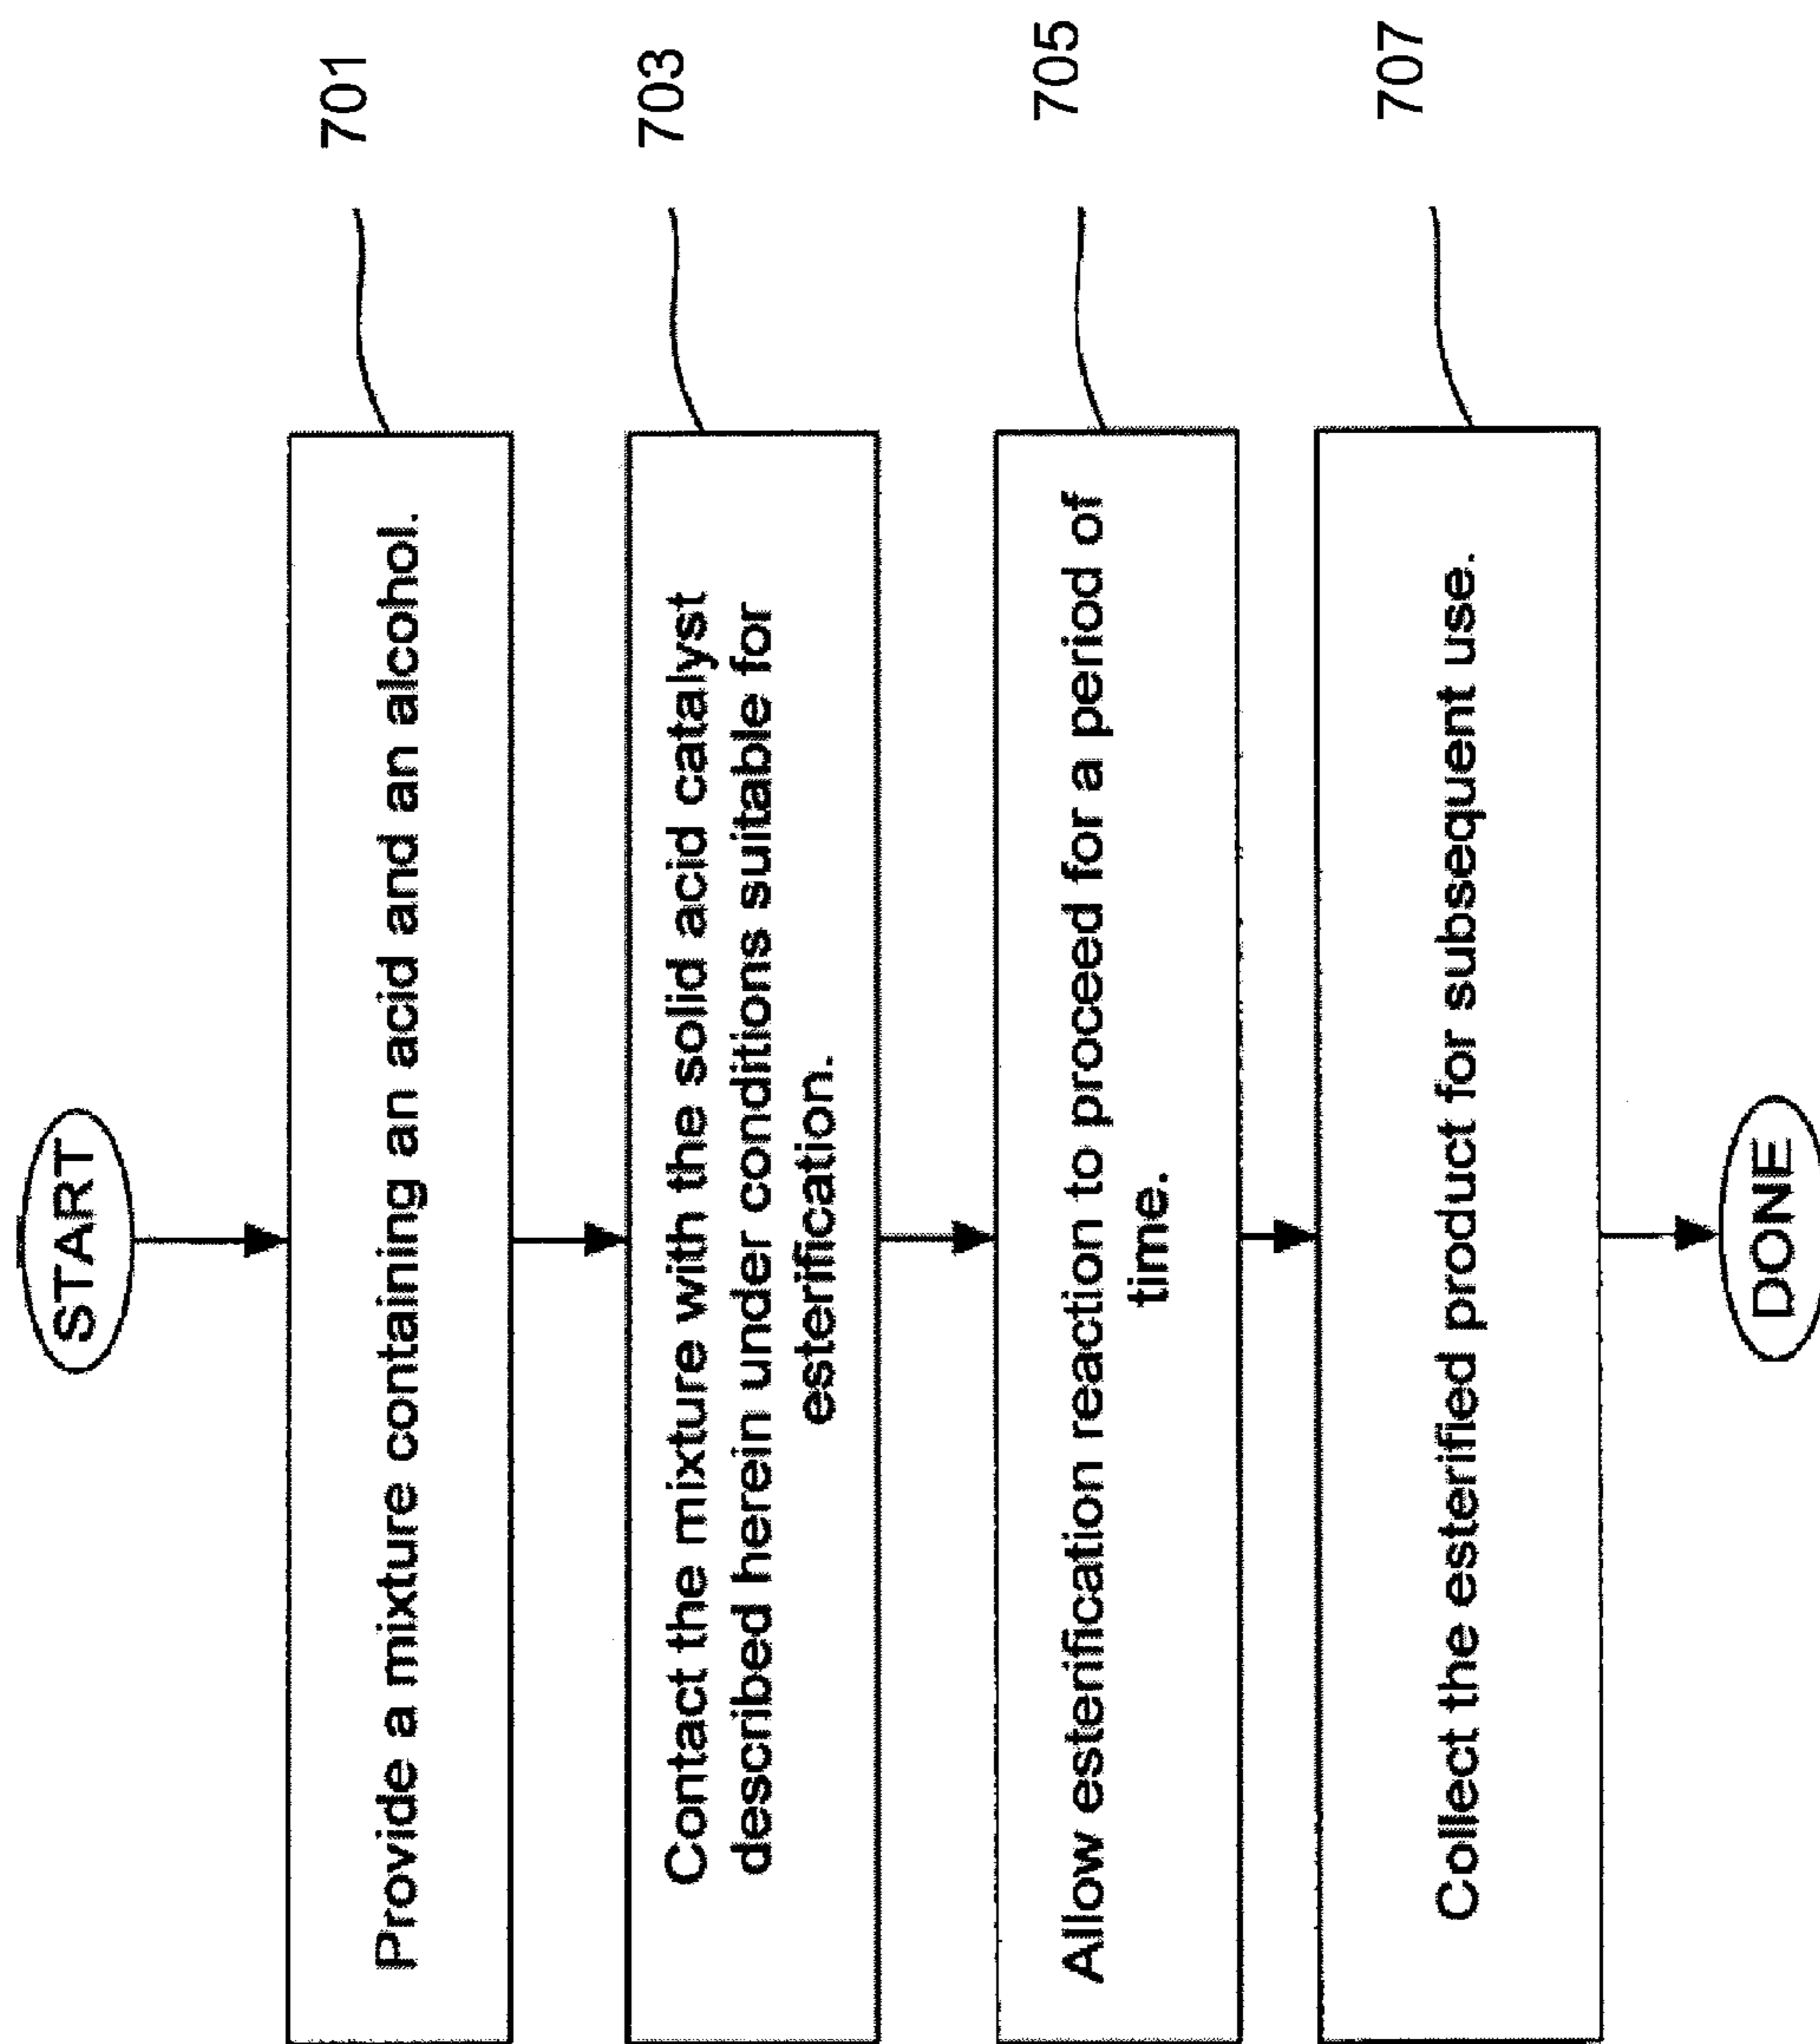 START
Provide a mixture containing an acid and an alcohol.
701
Contact the mixture with the solid acid catalyst
described herein under conditions suitable for
esterification.
703
Allow esterification reaction to proceed for a period of
time.
705
Collect the esterified product for subsequent use.
707
DONE